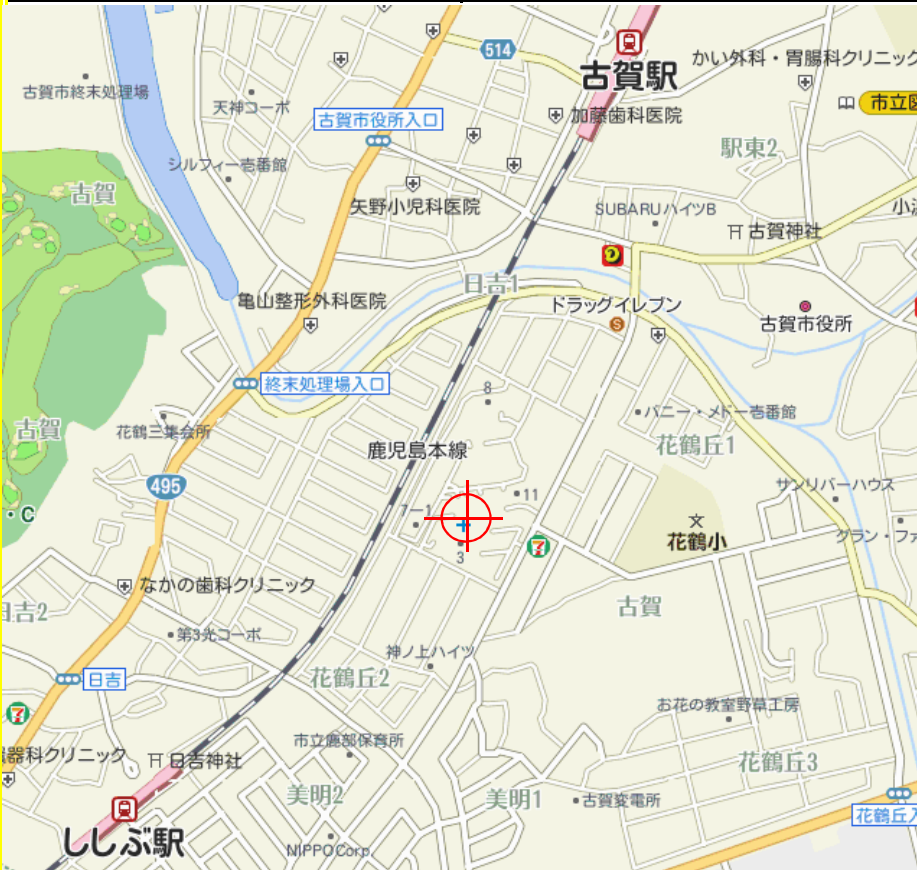 514
古賀駅
かい外科・胃腸科クリニック
古賀市終末処理場
天神コーポ
市立図
古賀市役所入口
加藤歯科医院
駅東2
シルフィー壱番館
古賀
矢野小児科医院
SUBARUハイツB
小
古賀神社
日吉1
亀山整形外科医院
ドラッグイレブン
S
古賀市役所
終末処理場入口
8
バニー・メドー壱番館
古賀
花鶴三集会所
鹿児島本線
花鶴丘1
495
サンリバーハウス
11
・C
7ー1
花鶴小
グラン・ファ
7
3
なかの歯科クリニック
日吉2
古賀
第3光コーポ
神ノ上ハイツ
日吉
花鶴丘2
お花の教室野草工房
7
市立鹿部保育所
器科クリニック
日吉神社
花鶴丘3
美明2
美明1
古賀変電所
花鶴丘入
ししぶ駅
NIPPO Corp.